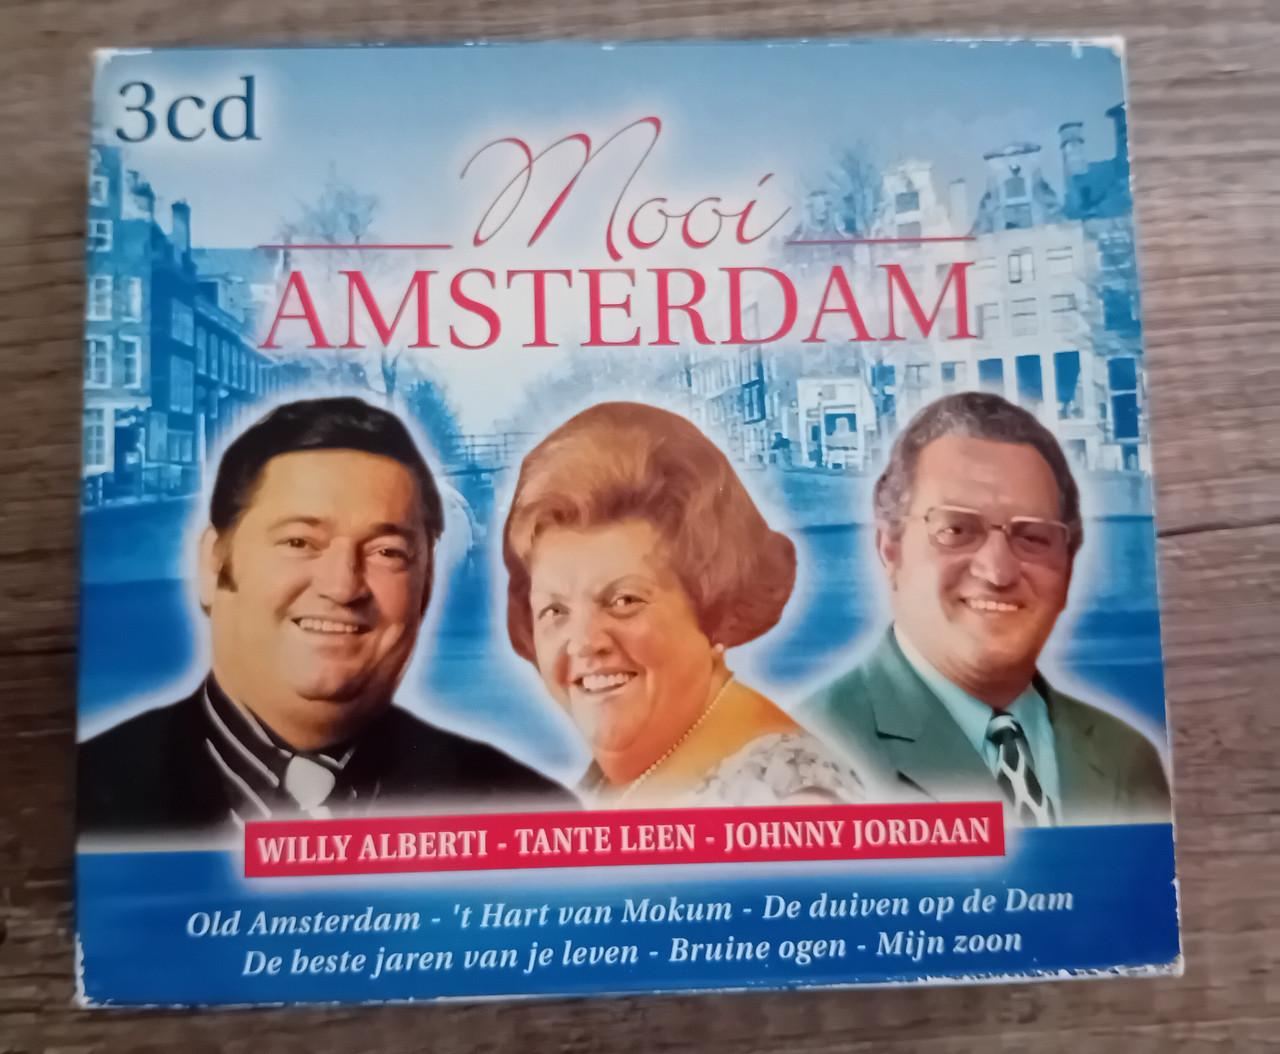 3cd
Mooi
AMSTERDAM
WILLY ALBERTI - TANTE LEEN - JOHNNY JORDAAN
Old Amsterdam - 't Hart van Mokum - De duiven op de Dam
De beste jaren van je leven - Bruine ogen - Mijn zoon